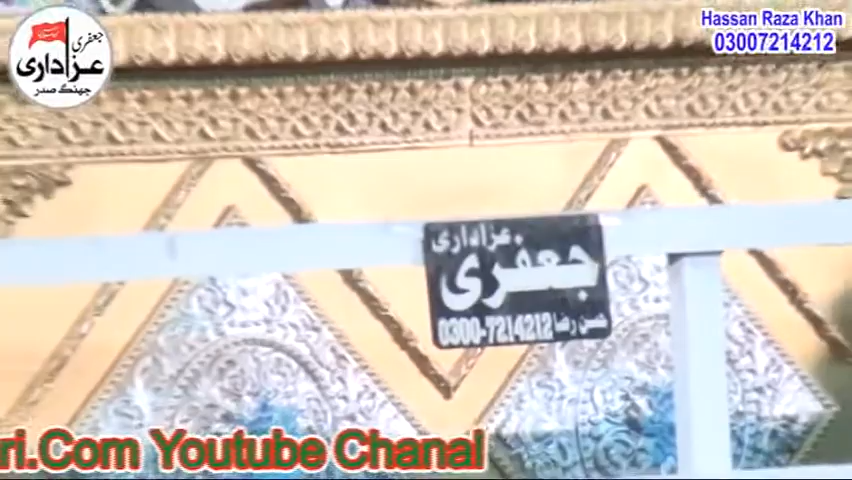 جعفری
عزاداری
جھنگ صدر
Hassan Raza Khan
03007214212
جعفری
عزاداری
حسن رضا 0300-7214212
ri.Com Youtube Chanal